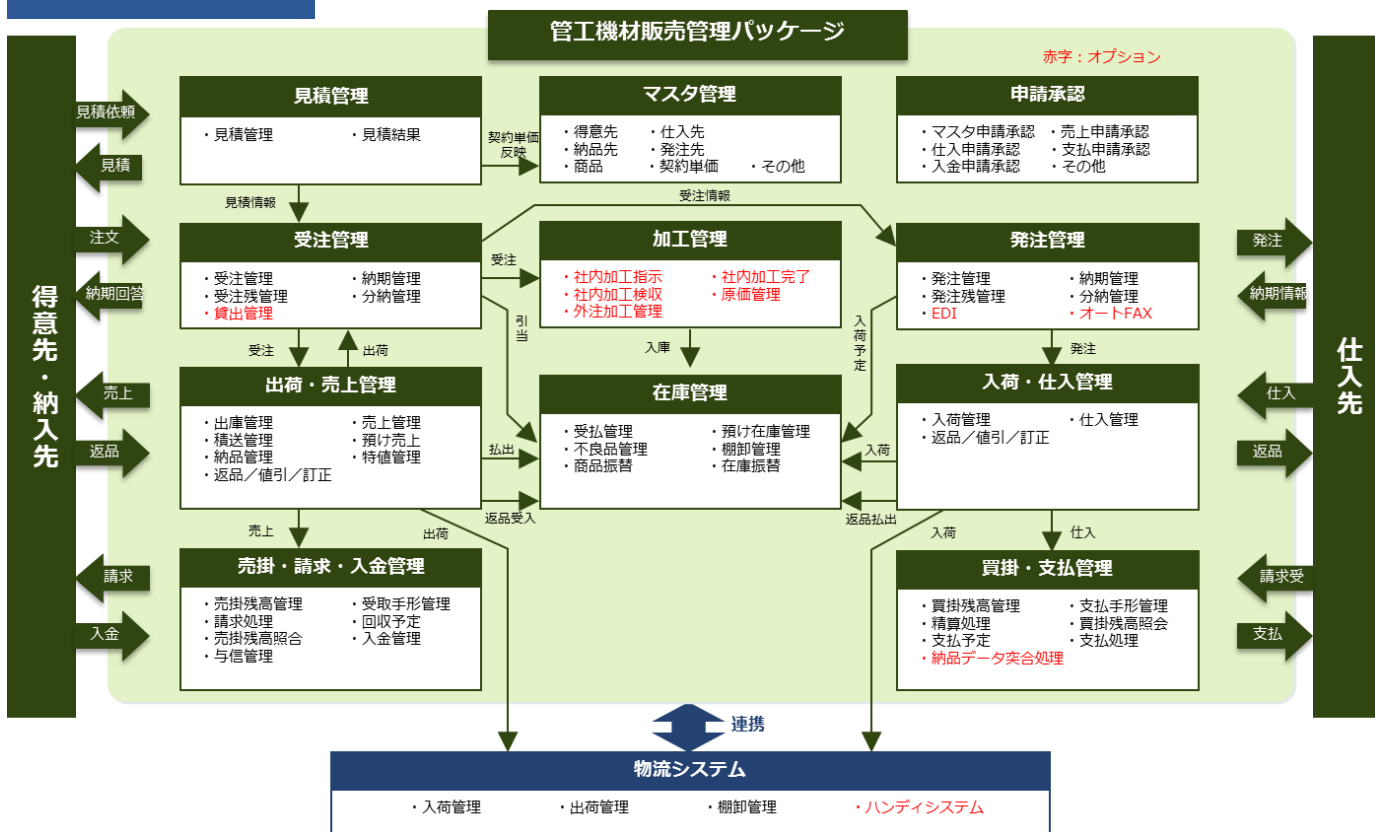 管工機材販売管理パッケージ
赤字：オプション
得意先・納入先
仕入先
見積依頼
見積
注文
納期回答
売上
返品
請求
入金
発注
納期情報
仕入
返品
請求受
支払
見積管理
・見積管理 ・見積結果
契約単価
反映
マスタ管理
・得意先 ・仕入先
・納品先 ・発注先
・商品 ・契約単価 ・その他
申請承認
・マスタ申請承認 ・売上申請承認
・仕入申請承認 ・支払申請承認
・入金申請承認 ・その他
見積情報
受注情報
受注管理
・受注管理 ・納期管理
・受注残管理 ・分納管理
・貸出管理
受注
加工管理
・社内加工指示 ・社内加工完了
・社内加工検収 ・原価管理
・外注加工管理
発注管理
・発注管理 ・納期管理
・発注残管理 ・分納管理
・EDI ・オートFAX
引当
入荷予定
受注
出荷
入庫
発注
出荷・売上管理
・出庫管理 ・売上管理
・積送管理 ・預け売上
・納品管理 ・特値管理
・返品／値引／訂正
払出
返品受入
在庫管理
・受払管理 ・預け在庫管理
・不良品管理 ・棚卸管理
・商品振替 ・在庫振替
入荷
返品払出
入荷・仕入管理
・入荷管理 ・仕入管理
・返品／値引／訂正
売上
出荷
入荷
仕入
売掛・請求・入金管理
・売掛残高管理 ・受取手形管理
・請求処理 ・回収予定
・売掛残高照合 ・入金管理
・与信管理
買掛・支払管理
・買掛残高管理 ・支払手形管理
・精算処理 ・買掛残高照会
・支払予定 ・支払処理
・納品データ突合処理
連携
物流システム
・入荷管理 ・出荷管理 ・棚卸管理 ・ハンディシステム